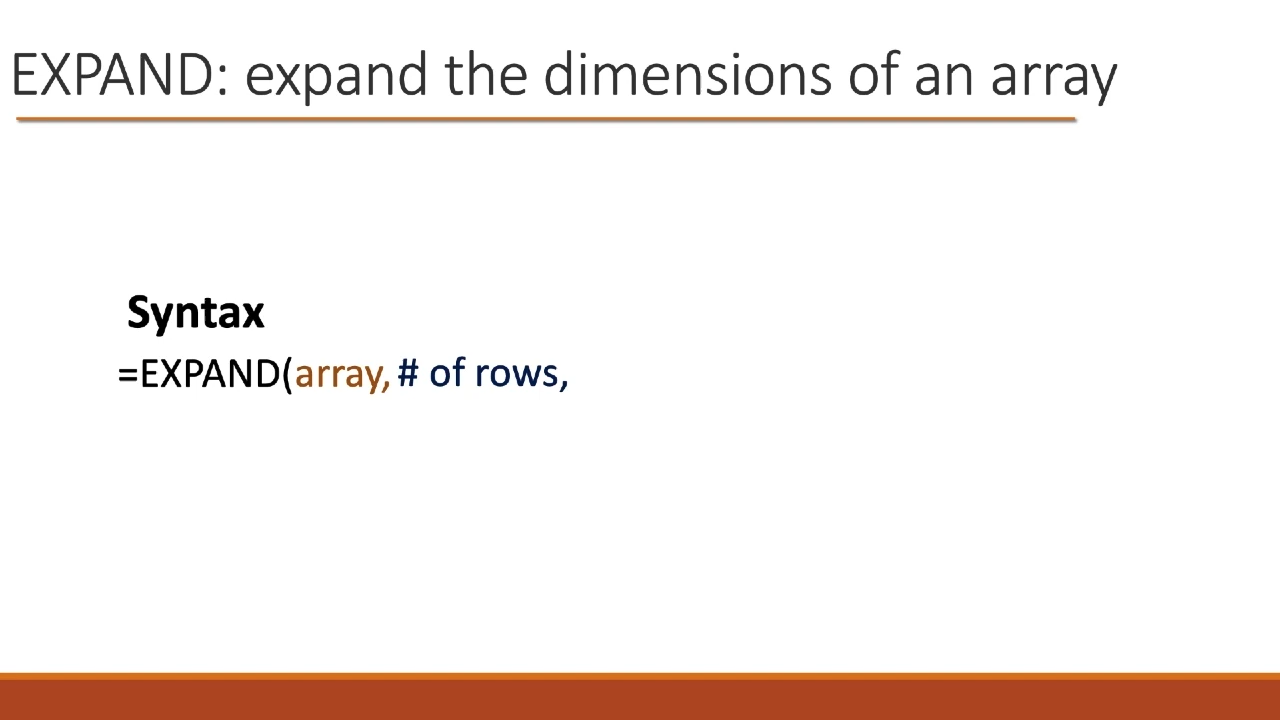 EXPAND: expand the dimensions of an array
Syntax
=EXPAND(array, # of rows,